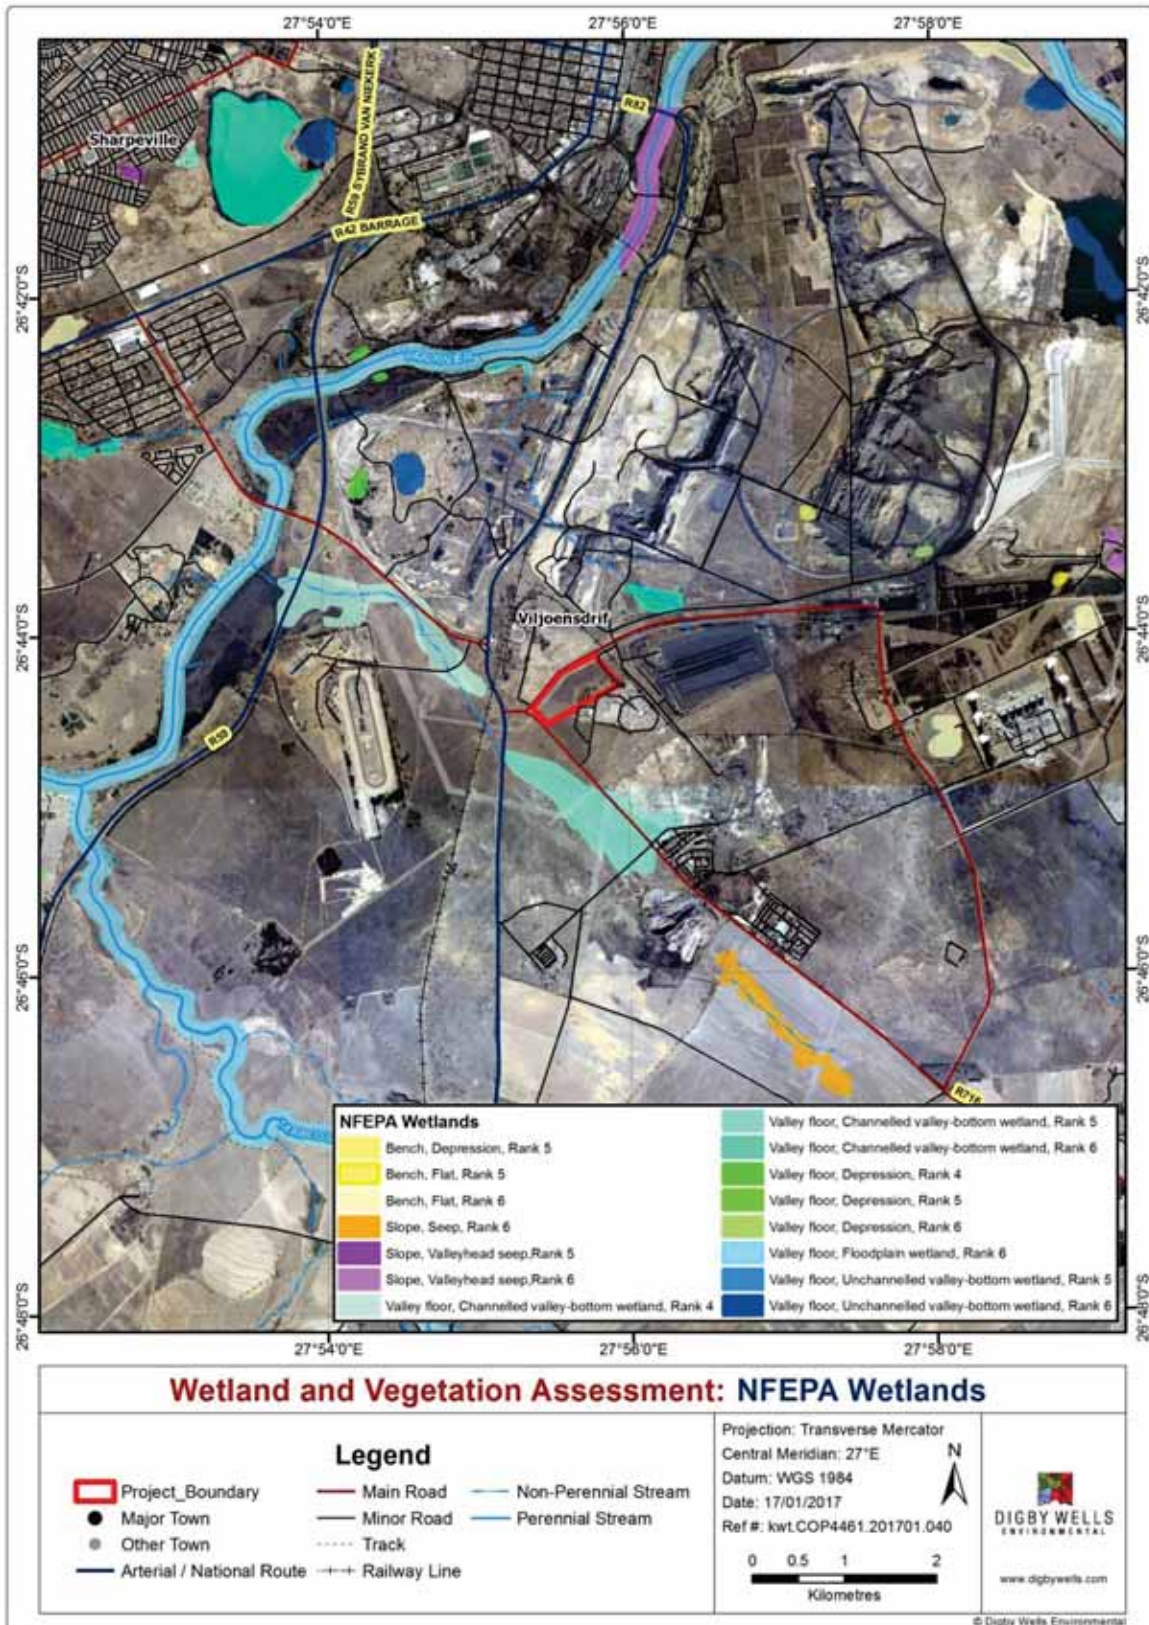 27°54'0"E 27°56'0"E 27°58'0"E
R82
Sharpeville
R59 SYBRAND VAN NIEKERK
R42 BARRAGE
26°42'0"S 26°42'0"S
Viljoensdrif
26°44'0"S 26°44'0"S
R59
26°46'0"S 26°46'0"S
R716
NFEPA Wetlands
Bench, Depression, Rank 5
Bench, Flat, Rank 5
Bench, Flat, Rank 6
Slope, Seep, Rank 6
Slope, Valleyhead seep,Rank 5
Slope, Valleyhead seep,Rank 6
Valley floor, Channelled valley-bottom wetland, Rank 4
Valley floor, Channelled valley-bottom wetland, Rank 5
Valley floor, Channelled valley-bottom wetland, Rank 6
Valley floor, Depression, Rank 4
Valley floor, Depression, Rank 5
Valley floor, Depression, Rank 6
Valley floor, Floodplain wetland, Rank 6
Valley floor, Unchannelled valley-bottom wetland, Rank 5
Valley floor, Unchannelled valley-bottom wetland, Rank 6
26°48'0"S 26°48'0"S
27°54'0"E 27°56'0"E 27°58'0"E
Wetland and Vegetation Assessment: NFEPA Wetlands
Legend
Project_Boundary
Major Town
Other Town
Arterial / National Route
Main Road
Minor Road
Track
Railway Line
Non-Perennial Stream
Perennial Stream
Projection: Transverse Mercator
Central Meridian: 27°E
Datum: WGS 1984
Date: 17/01/2017
Ref #: kwt.COP4461.201701.040
N
0 0.5 1 2
Kilometres
DIGBY WELLS
ENVIRONMENTAL
www.digbywells.com
© Digby Wells Environmental